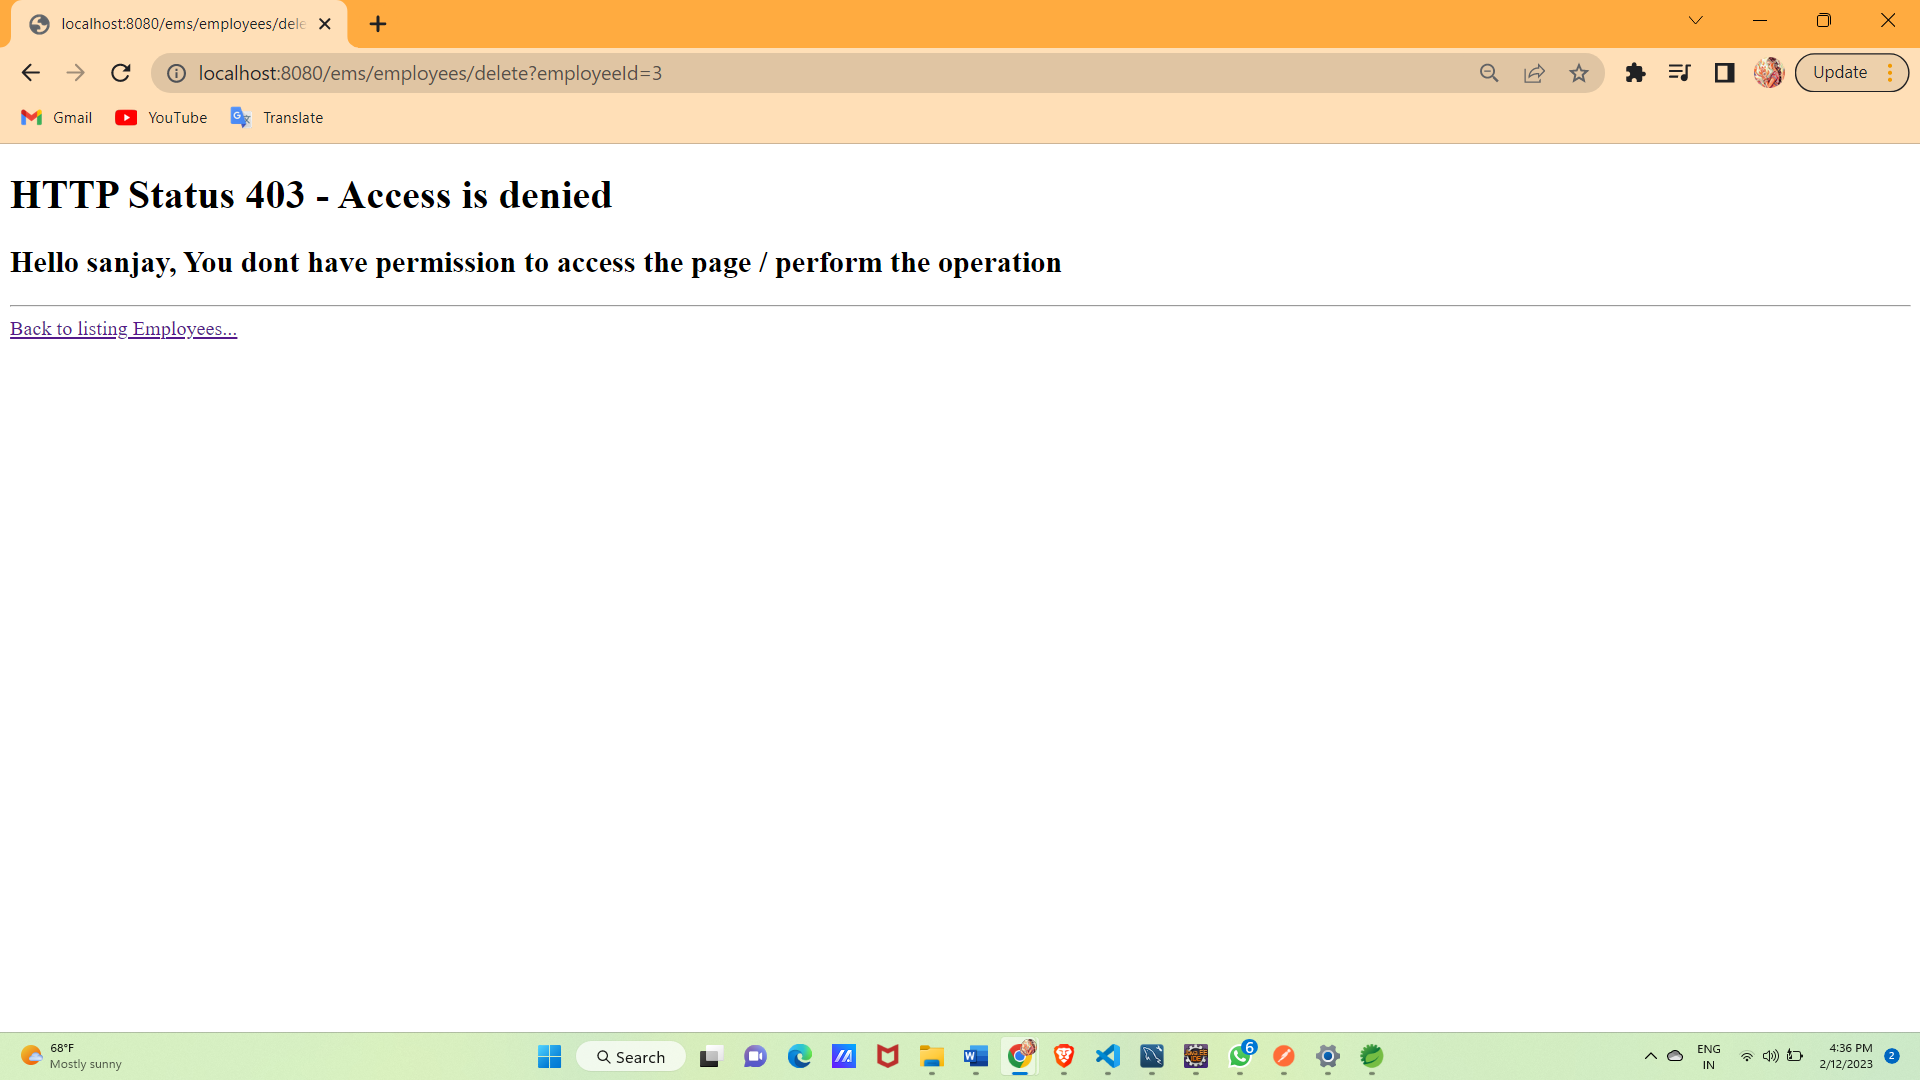 localhost:8080/ems/employees/dele
localhost:8080/ems/employees/delete?employeeId=3
Update
Gmail
YouTube
Translate
HTTP Status 403 - Access is denied
Hello sanjay, You dont have permission to access the page / perform the operation
Back to listing Employees...
68°F
Mostly sunny
Search
6
ENG
IN
4:36 PM
2/12/2023
2